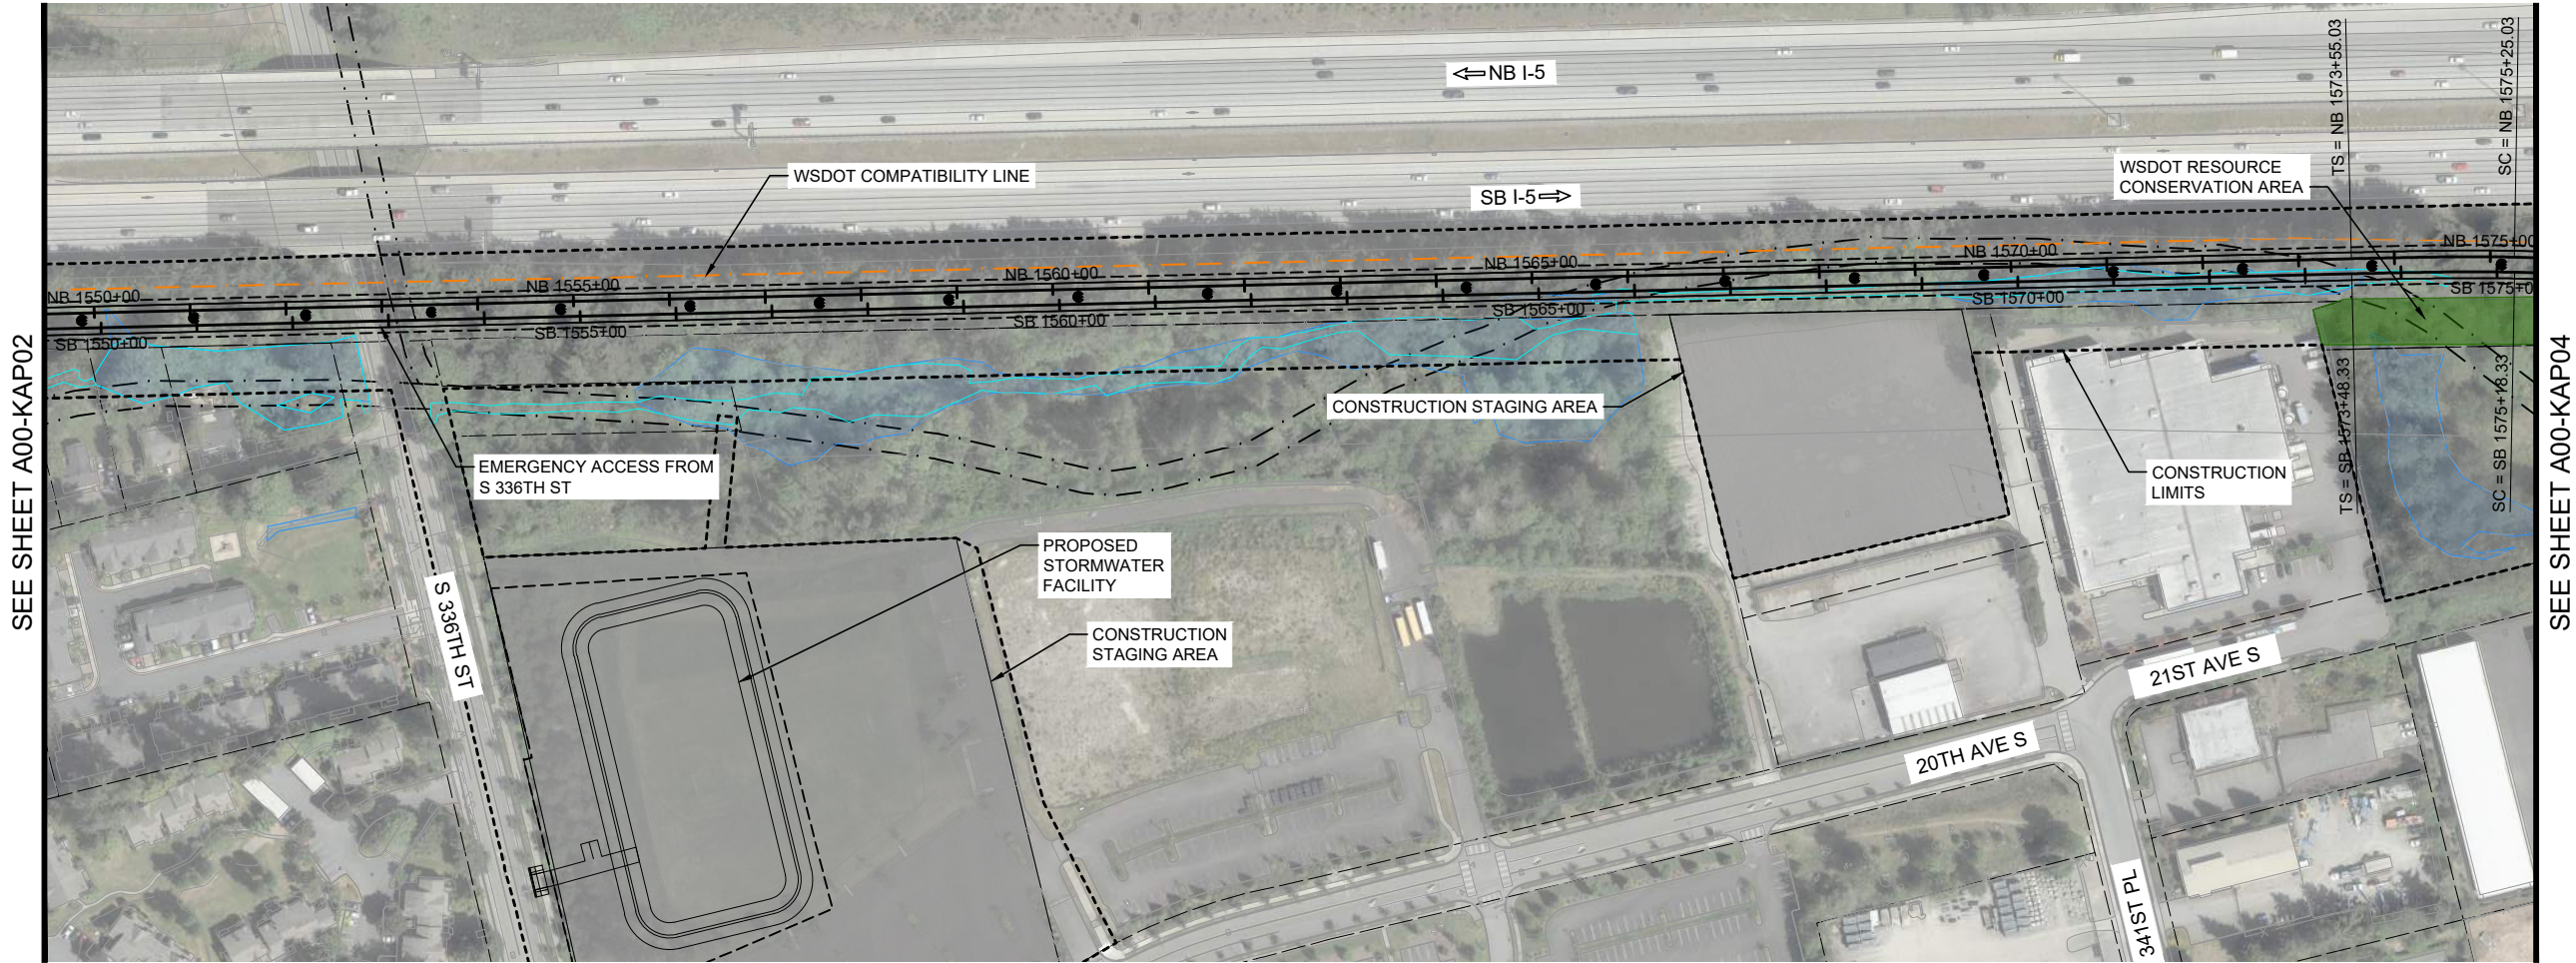 ⇐ NB I-5
SB I-5 ⇒
WSDOT COMPATIBILITY LINE
WSDOT RESOURCE
CONSERVATION AREA
TS = NB 1573+55.03
SC = NB 1575+25.03
NB 1550+00
NB 1555+00
NB 1560+00
NB 1565+00
NB 1570+00
NB 1575+00
SB 1550+00
SB 1555+00
SB 1560+00
SB 1565+00
SB 1570+00
SB 1575+0
TS = SB 1573+48.33
SC = SB 1575+18.33
SEE SHEET A00-KAP02
SEE SHEET A00-KAP04
CONSTRUCTION STAGING AREA
EMERGENCY ACCESS FROM
S 336TH ST
CONSTRUCTION
LIMITS
PROPOSED
STORMWATER
FACILITY
CONSTRUCTION
STAGING AREA
S 336TH ST
21ST AVE S
20TH AVE S
341ST PL